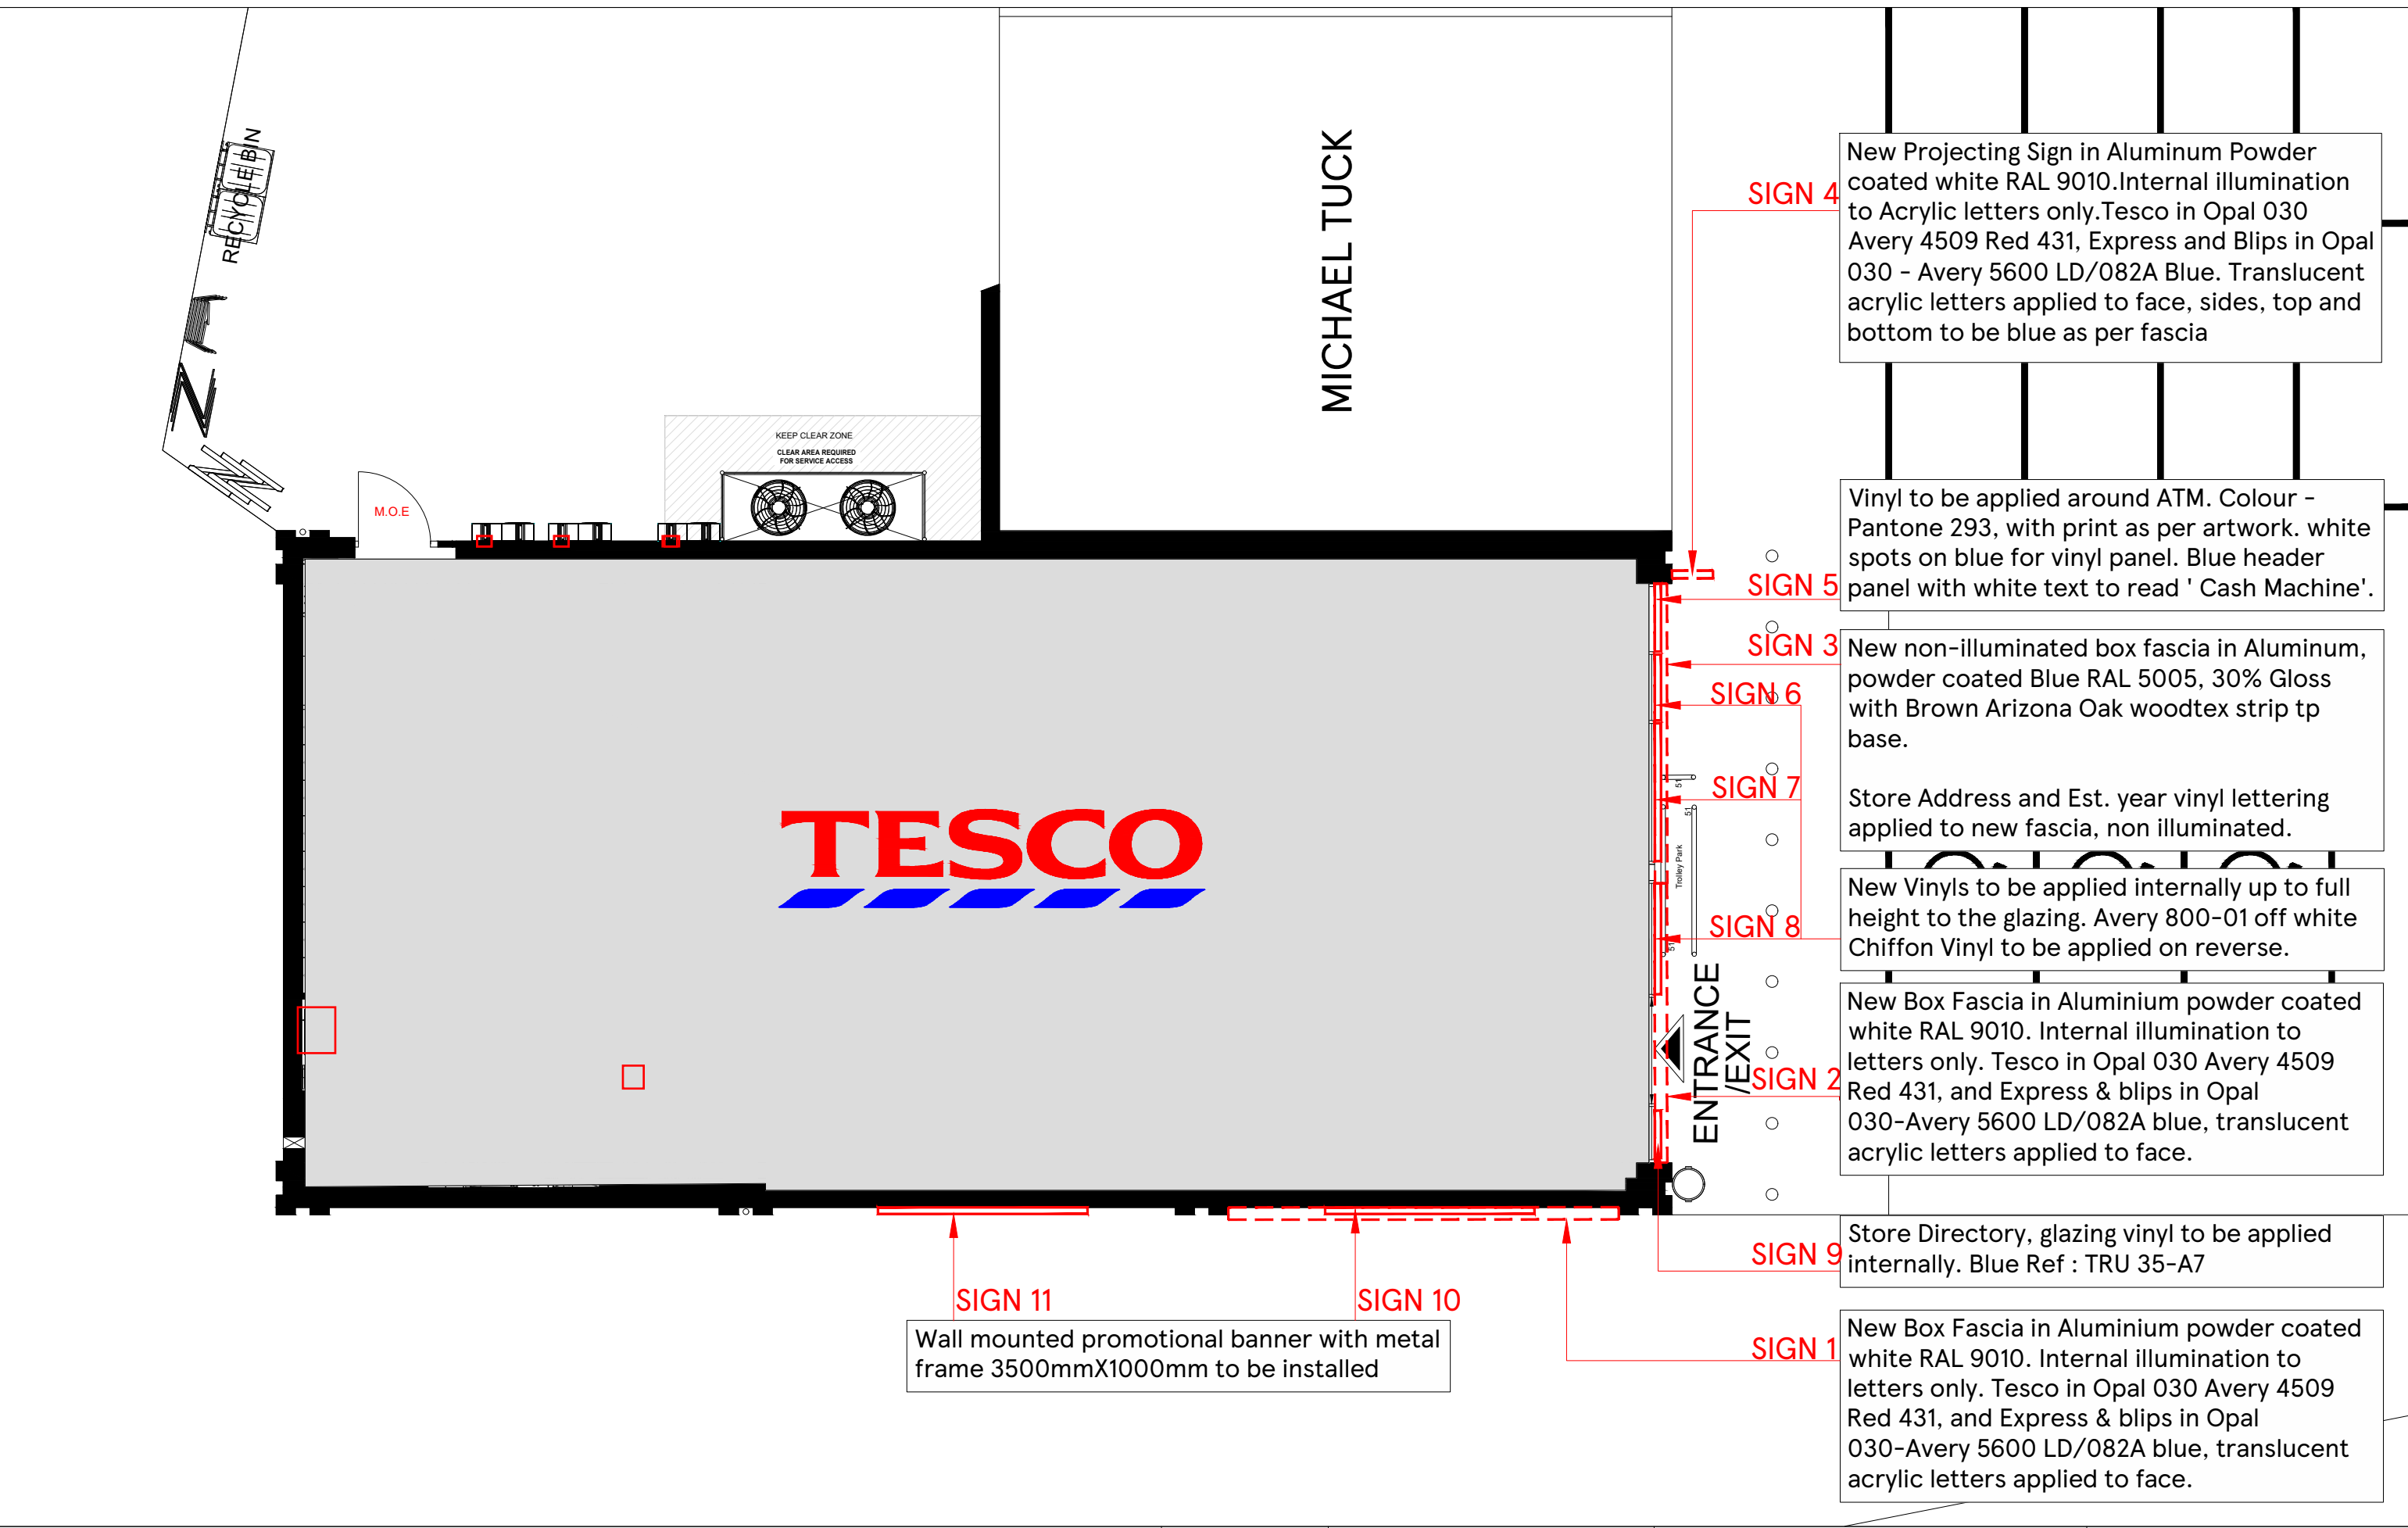 RECYCLE BIN
MICHAEL TUCK
KEEP CLEAR ZONE
CLEAR AREA REQUIRED
FOR SERVICE ACCESS
M.O.E
TESCO
SIGN 4
New Projecting Sign in Aluminum Powder
coated white RAL 9010.Internal illumination
to Acrylic letters only.Tesco in Opal 030
Avery 4509 Red 431, Express and Blips in Opal
030 - Avery 5600 LD/082A Blue. Translucent
acrylic letters applied to face, sides, top and
bottom to be blue as per fascia
SIGN 5
Vinyl to be applied around ATM. Colour -
Pantone 293, with print as per artwork. white
spots on blue for vinyl panel. Blue header
panel with white text to read ' Cash Machine'.
SIGN 3
New non-illuminated box fascia in Aluminum,
powder coated Blue RAL 5005, 30% Gloss
with Brown Arizona Oak woodtex strip tp
base.
Store Address and Est. year vinyl lettering
applied to new fascia, non illuminated.
SIGN 6
SIGN 7
SIGN 8
51
51
Trolley Park
51
New Vinyls to be applied internally up to full
height to the glazing. Avery 800-01 off white
Chiffon Vinyl to be applied on reverse.
ENTRANCE
/EXIT
SIGN 2
New Box Fascia in Aluminium powder coated
white RAL 9010. Internal illumination to
letters only. Tesco in Opal 030 Avery 4509
Red 431, and Express & blips in Opal
030-Avery 5600 LD/082A blue, translucent
acrylic letters applied to face.
SIGN 9
Store Directory, glazing vinyl to be applied
internally. Blue Ref : TRU 35-A7
SIGN 11
SIGN 10
Wall mounted promotional banner with metal
frame 3500mmX1000mm to be installed
SIGN 1
New Box Fascia in Aluminium powder coated
white RAL 9010. Internal illumination to
letters only. Tesco in Opal 030 Avery 4509
Red 431, and Express & blips in Opal
030-Avery 5600 LD/082A blue, translucent
acrylic letters applied to face.